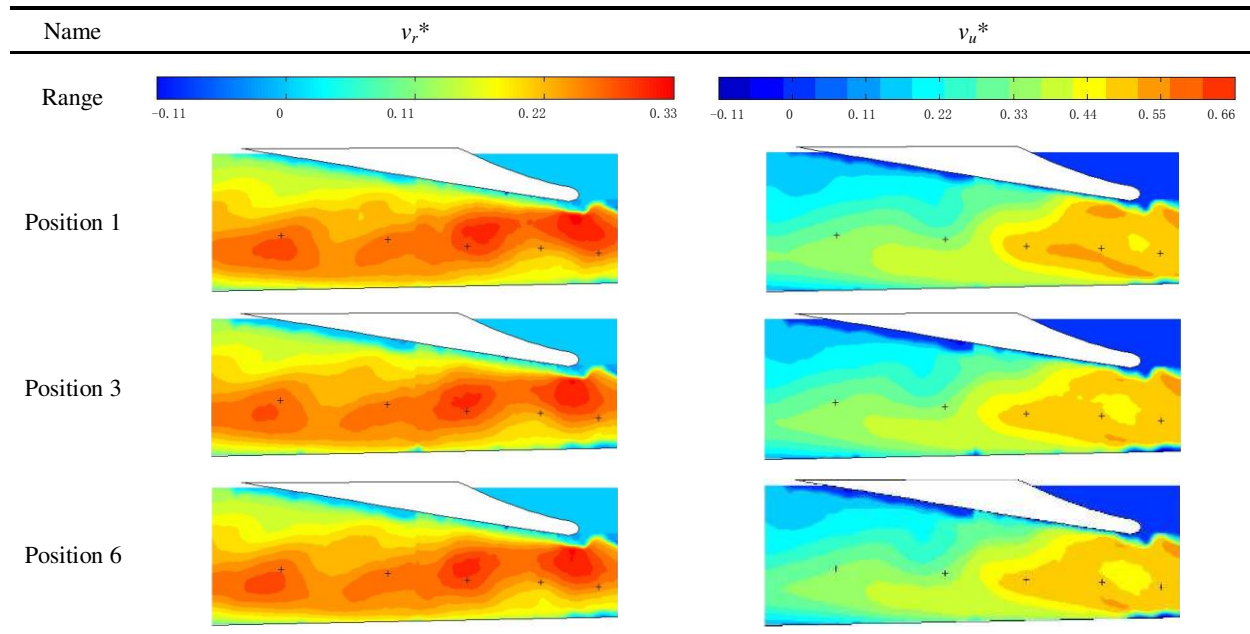 Name v_r* v_u*
Range
-0.11 0 0.11 0.22 0.33 -0.11 0 0.11 0.22 0.33 0.44 0.55 0.66
Position 1
Position 3
Position 6